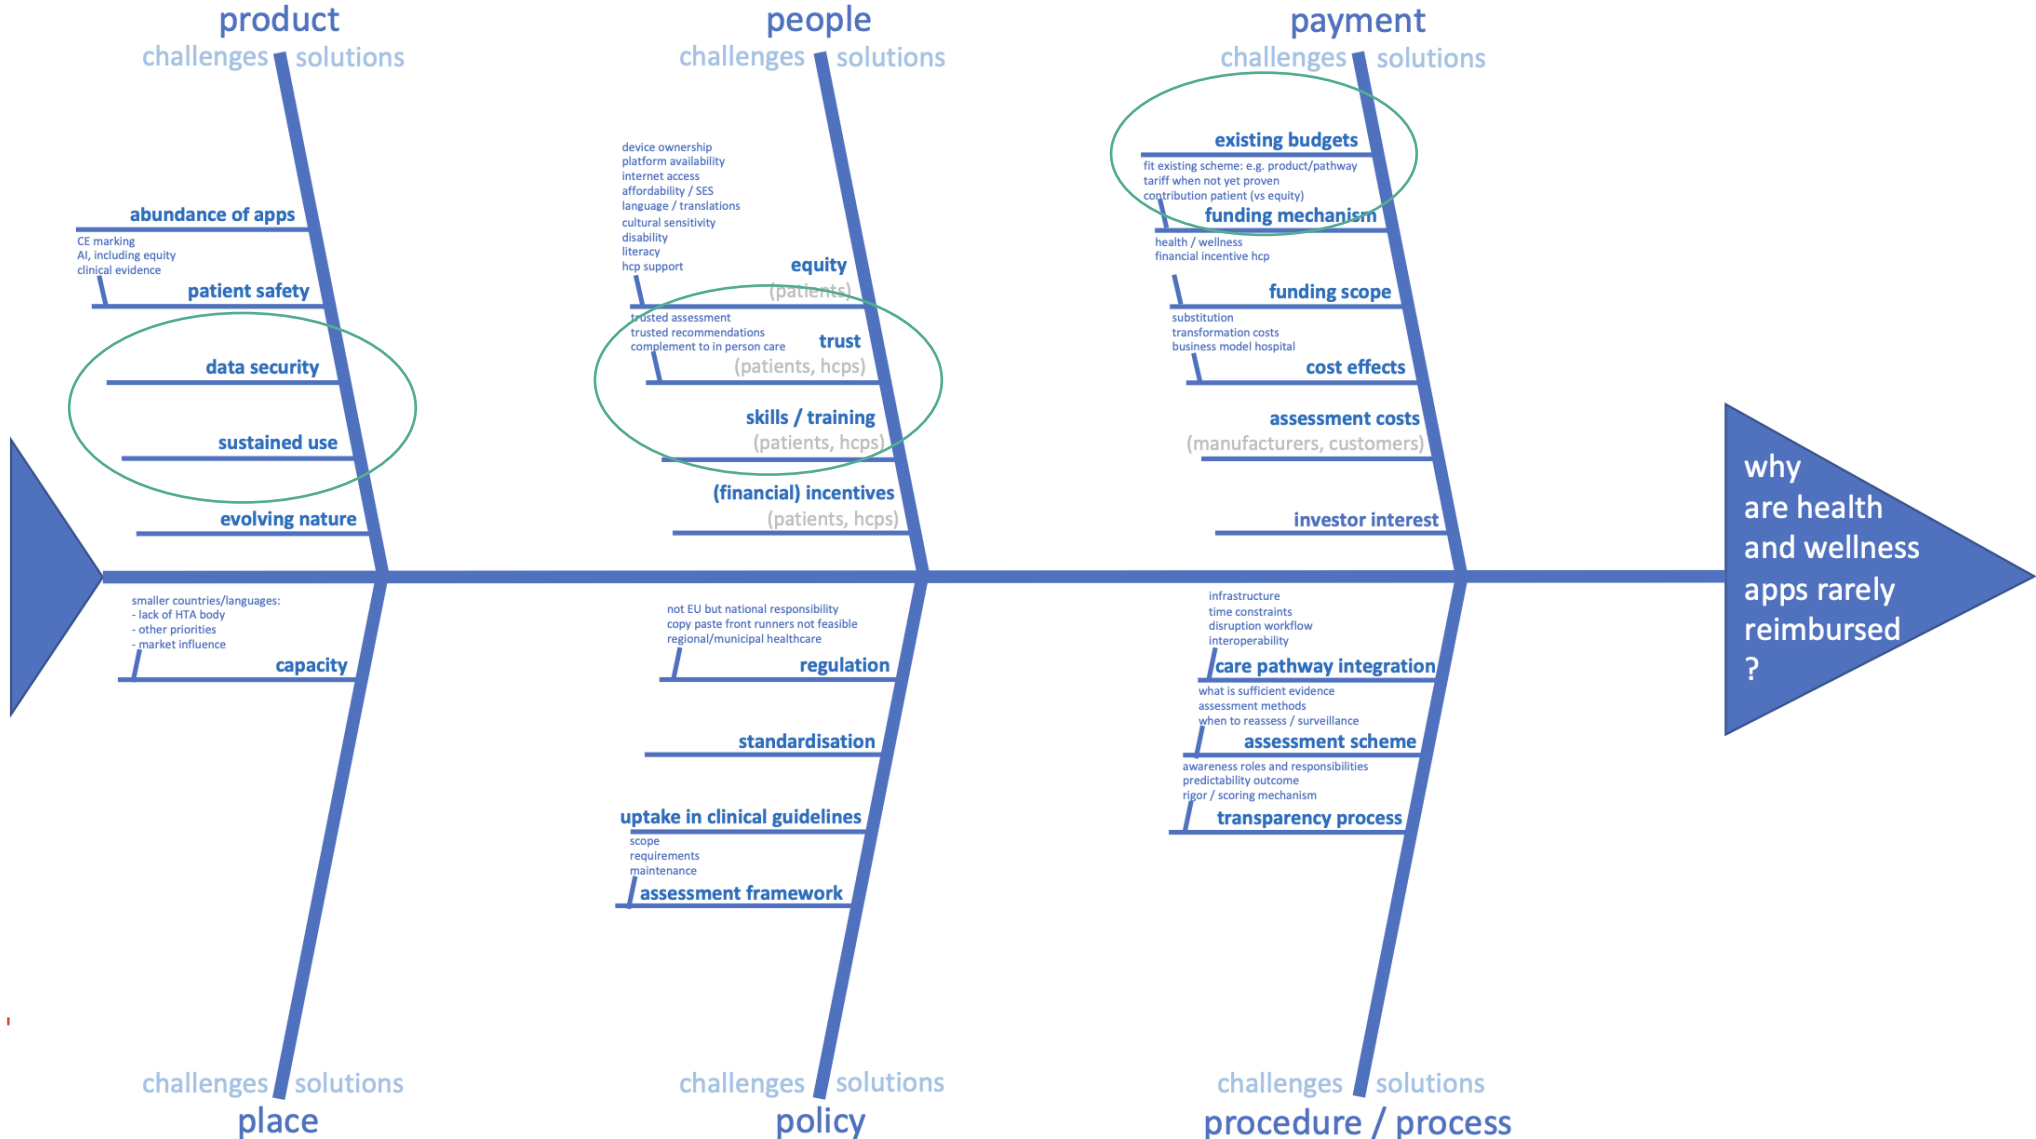 product
challenges solutions
abundance of apps
CE marking
AI, including equity
clinical evidence
patient safety
data security
sustained use
evolving nature
people
challenges solutions
device ownership
platform availability
internet access
affordability / SES
language / translations
cultural sensitivity
disability
literacy
hcp support
equity
(patients)
trusted assessment
trusted recommendations
complement to in person care
trust
(patients, hcps)
skills / training
(patients, hcps)
(financial) incentives
(patients, hcps)
payment
challenges solutions
existing budgets
fit existing scheme: e.g. product/pathway
tariff when not yet proven
contribution patient (vs equity)
funding mechanism
health / wellness
financial incentive hcp
funding scope
substitution
transformation costs
business model hospital
cost effects
assessment costs
(manufacturers, customers)
investor interest
why
are health
and wellness
apps rarely
reimbursed
?
smaller countries/languages:
- lack of HTA body
- other priorities
- market influence
capacity
challenges solutions
place
not EU but national responsibility
copy paste front runners not feasible
regional/municipal healthcare
regulation
standardisation
uptake in clinical guidelines
scope
requirements
maintenance
assessment framework
challenges solutions
policy
infrastructure
time constraints
disruption workflow
interoperability
care pathway integration
what is sufficient evidence
assessment methods
when to reassess / surveillance
assessment scheme
awareness roles and responsibilities
predictability outcome
rigor / scoring mechanism
transparency process
challenges solutions
procedure / process